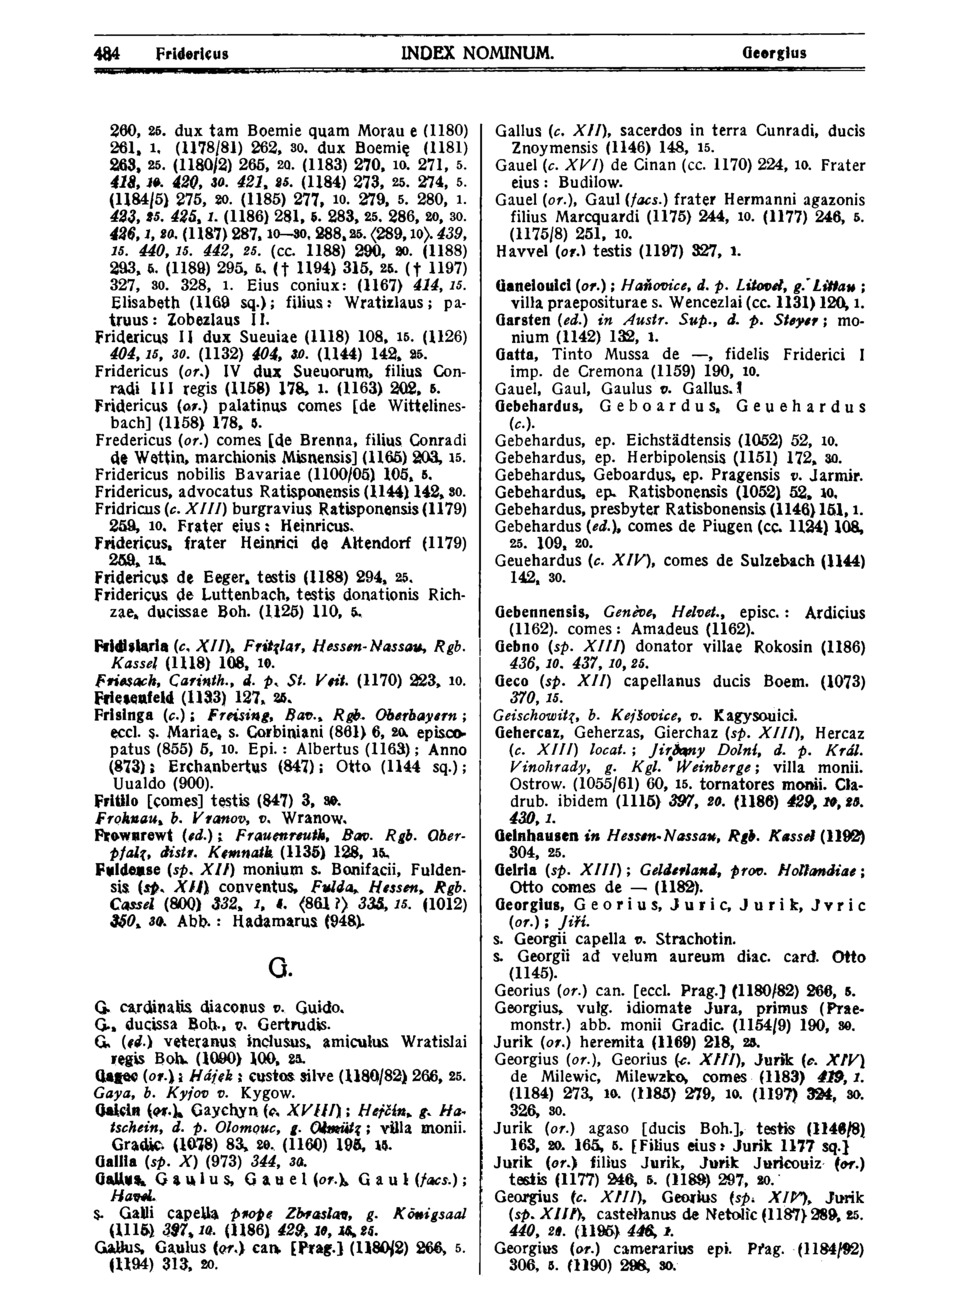 484 Fridericus INDEX NOMINUM. Georgius
260, 25. dux tam Boemie quam Moraue (1180)
261, 1. (1178/81) 262, 30. dux Boemię (1181)
263, 25. (1180/2) 265, 20. (1183) 270, 10. 271, 5.
418, 10. 420, 30. 421, 25. (1184) 273, 25. 274, 5.
(1184/5) 275, 20. (1185) 277, 10. 279, 5. 280, 1.
423, 25. 425, 1. (1186) 281, 5. 283, 25. 286, 20, 30.
426, 1, 20. (1187) 287, 10—30. 288, 25. ⟨289, 10⟩. 439,
15. 440, 15. 442, 25. (cc. 1188) 290, 20. (1188)
293, 5. (1189) 295, 5. († 1194) 315, 25. († 1197)
327, 30. 328, 1. Eius coniux: (1167) 414, 15.
Elisabeth (1169 sq.); filius: Wratizlaus; pa-
truus: Zobezlaus II.
Fridericus II dux Sueuiae (1118) 108, 15. (1126)
404, 15, 30. (1132) 404, 30. (1144) 142, 25.
Fridericus (or.) IV dux Sueuorum, filius Con-
radi III regis (1158) 178, 1. (1163) 202, 5.
Fridericus (or.) palatinus comes [de Wittelines-
bach] (1158) 178, 5.
Fredericus (or.) comes [de Brenna, filius Conradi
de Wettin, marchionis Misnensis] (1165) 203, 15.
Fridericus nobilis Bavariae (1100/05) 105, 5.
Fridericus, advocatus Ratisponensis (1144) 142, 30.
Fridricus (c. XIII) burgravius Ratisponensis (1179)
259, 10. Frater eius: Heinricus.
Fridericus, frater Heinrici de Altendorf (1179)
259, 15.
Fridericus de Eeger, testis (1188) 294, 25.
Fridericus de Luttenbach, testis donationis Rich-
zae, ducissae Boh. (1125) 110, 5.
Fridislaria (c. XII), Fritzlar, Hessen-Nassau, Rgb.
Kassel (1118) 108, 10.
Friesach, Carinth., d. p. St. Veit. (1170) 223, 10.
Friesenfeld (1133) 127, 25.
Frisinga (c.); Freising, Bav., Rgb. Oberbayern;
eccl. s. Mariae, s. Corbiniani (861) 6, 20. episco-
patus (855) 5, 10. Epi.: Albertus (1163); Anno
(873); Erchanbertus (847); Otto (1144 sq.);
Uualdo (900).
Fritilo [comes] testis (847) 3, 30.
Frohnau, b. Vranov, v. Wranow.
Frownrewt (ed.); Frauenreuth, Bav. Rgb. Ober-
pfalz, distr. Kemnath (1135) 128, 15.
Fuldense (sp. XII) monium s. Bonifacii, Fulden-
sis (sp. XII) conventus, Fulda, Hessen, Rgb.
Cassel (800) 332, 1, 5. ⟨861?⟩ 335, 15. (1012)
350, 30. Abb.: Hadamarus (948).
G.
G. cardinalis diaconus v. Guido.
G., ducissa Boh., v. Gertrudis.
G. (ed.) veteranus inclusus, amiculus Wratislai
regis Boh. (1090) 100, 25.
Gagec (or.); Hájek; custos silve (1180/82) 266, 25.
Gaya, b. Kyjov v. Kygow.
Galcin (or.), Gaychyn (c. XVIII); Hejčín, g. Ha-
tschein, d. p. Olomouc, g. Olmütz; villa monii.
Gradic. (1078) 83, 20. (1160) 195, 15.
Gallia (sp. X) (973) 344, 30.
Gallus, Gaulus, Gauel (or.), Gaul (facs.);
Havel.
s. Galli capella prope Zbraslav, g. Königsaal
(1115) 397, 10. (1186) 429, 10, 15, 25.
Gallus, Gaulus (or.) can. [Prag.] (1180/2) 266, 5.
(1194) 313, 20.
Gallus (c. XII), sacerdos in terra Cunradi, ducis
Znoymensis (1146) 148, 15.
Gauel (c. XVI) de Cinan (cc. 1170) 224, 10. Frater
eius: Budilow.
Gauel (or.), Gaul (facs.) frater Hermanni agazonis
filius Marcquardi (1175) 244, 10. (1177) 246, 5.
(1175/8) 251, 10.
Havvel (or.) testis (1197) 327, 1.
Ganelouici (or.); Haňovice, d. p. Litovel, g. Littau;
villa praepositurae s. Wencezlai (cc. 1131) 120, 1.
Garsten (ed.) in Austr. Sup., d. p. Steyer; mo-
nium (1142) 132, 1.
Gatta, Tinto Mussa de —, fidelis Friderici I
imp. de Cremona (1159) 190, 10.
Gauel, Gaul, Gaulus v. Gallus.
Gebehardus, Geboardus, Geuehardus
(c.).
Gebehardus, ep. Eichstädtensis (1052) 52, 10.
Gebehardus, ep. Herbipolensis (1151) 172, 30.
Gebehardus, Geboardus, ep. Pragensis v. Jarmir.
Gebehardus, ep. Ratisbonensis (1052) 52, 10.
Gebehardus, presbyter Ratisbonensis (1146) 151, 1.
Gebehardus (ed.), comes de Piugen (cc. 1124) 108,
25. 109, 20.
Geuehardus (c. XIV), comes de Sulzebach (1144)
142, 30.
Gebennensis, Genève, Helvet., episc.: Ardicius
(1162). comes: Amadeus (1162).
Gebno (sp. XIII) donator villae Rokosin (1186)
436, 10. 437, 10, 25.
Geco (sp. XII) capellanus ducis Boem. (1073)
370, 15.
Geischowitz, b. Kejšovice, v. Kagysouici.
Gehercaz, Geherzas, Gierchaz (sp. XIII), Hercaz
(c. XIII) locat.; Jirčany Dolní, d. p. Král.
Vinohrady, g. Kgl. Weinberge; villa monii.
Ostrow. (1055/61) 60, 15. tornatores monii. Cla-
drub. ibidem (1115) 397, 20. (1186) 429, 10, 25.
430, 1.
Gelnhausen in Hessen-Nassau, Rgb. Kassel (1192)
304, 25.
Gelria (sp. XIII); Gelderland, prov. Hollandiae;
Otto comes de — (1182).
Georgius, Georius, Juric, Jurik, Jvric
(or.); Jiří.
s. Georgii capella v. Strachotin.
s. Georgii ad velum aureum diac. card. Otto
(1145).
Georius (or.) can. [eccl. Prag.] (1180/82) 266, 5.
Georgius, vulg. idiomate Jura, primus (Prae-
monstr.) abb. monii Gradic. (1154/9) 190, 30.
Jurik (or.) heremita (1169) 218, 25.
Georgius (or.), Georius (c. XIII), Jurik (c. XIV)
de Milewic, Milewzko, comes (1183) 419, 1.
(1184) 273, 10. (1185) 279, 10. (1197) 324, 30.
326, 30.
Jurik (or.) agaso [ducis Boh.], testis (1146/8)
163, 20. 165, 5. [Filius eius: Jurik 1177 sq.]
Jurik (or.) filius Jurik, Jurik Juricouiz (or.)
testis (1177) 246, 5. (1189) 297, 20.
Georgius (c. XIII), Georius (sp. XIV), Jurik
(sp. XIII), castellanus de Netolic (1187) 289, 25.
440, 20. (1195) 446, 1.
Georgius (or.) camerarius epi. Prag. (1184/92)
306, 5. (1190) 298, 30.